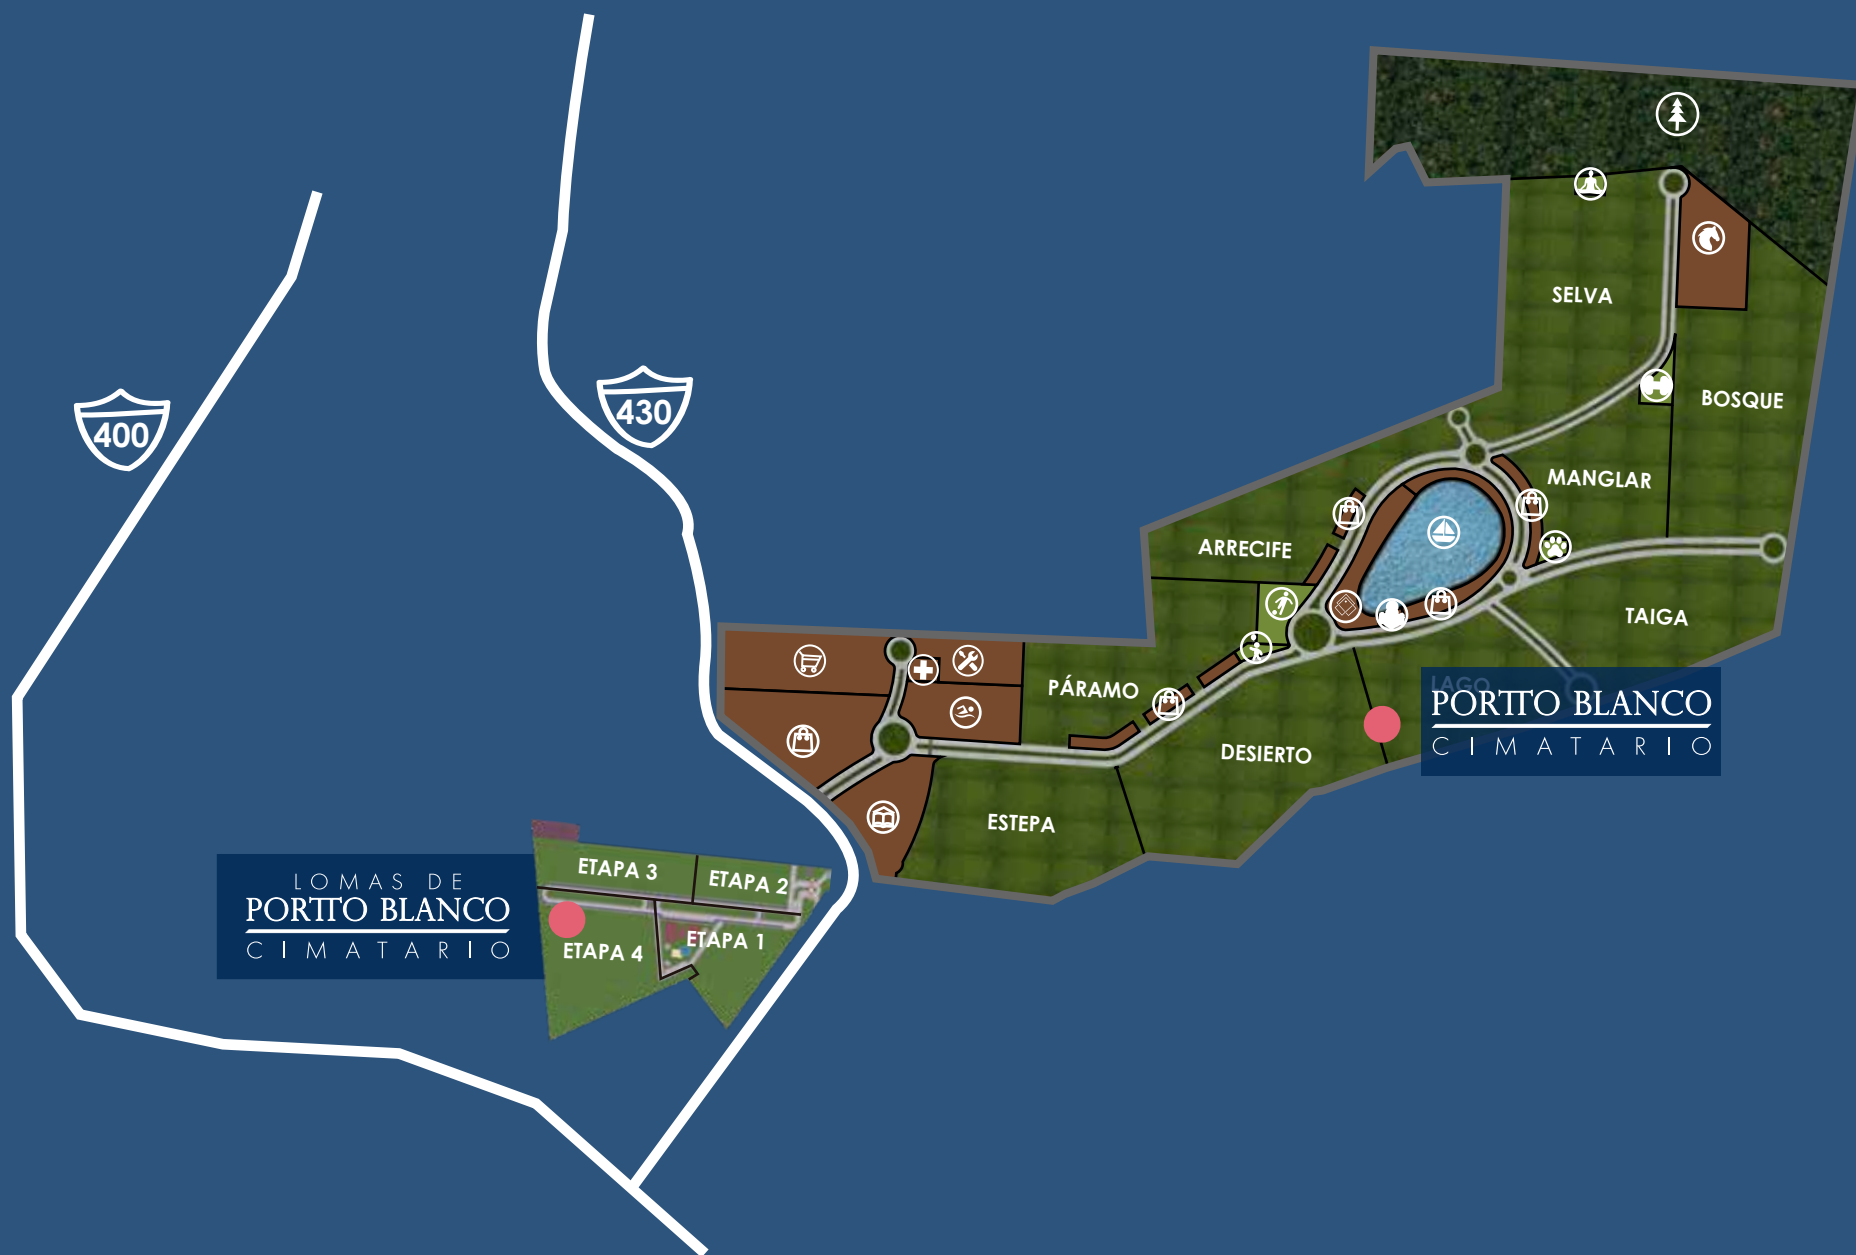 SELVA
BOSQUE
430
400
MANGLAR
ARRECIFE
TAIGA
PÁRAMO
LAGO
PORTTO BLANCO
CIMATARIO
DESIERTO
ESTEPA
ETAPA 3
ETAPA 2
LOMAS DE
PORTTO BLANCO
CIMATARIO
ETAPA 1
ETAPA 4